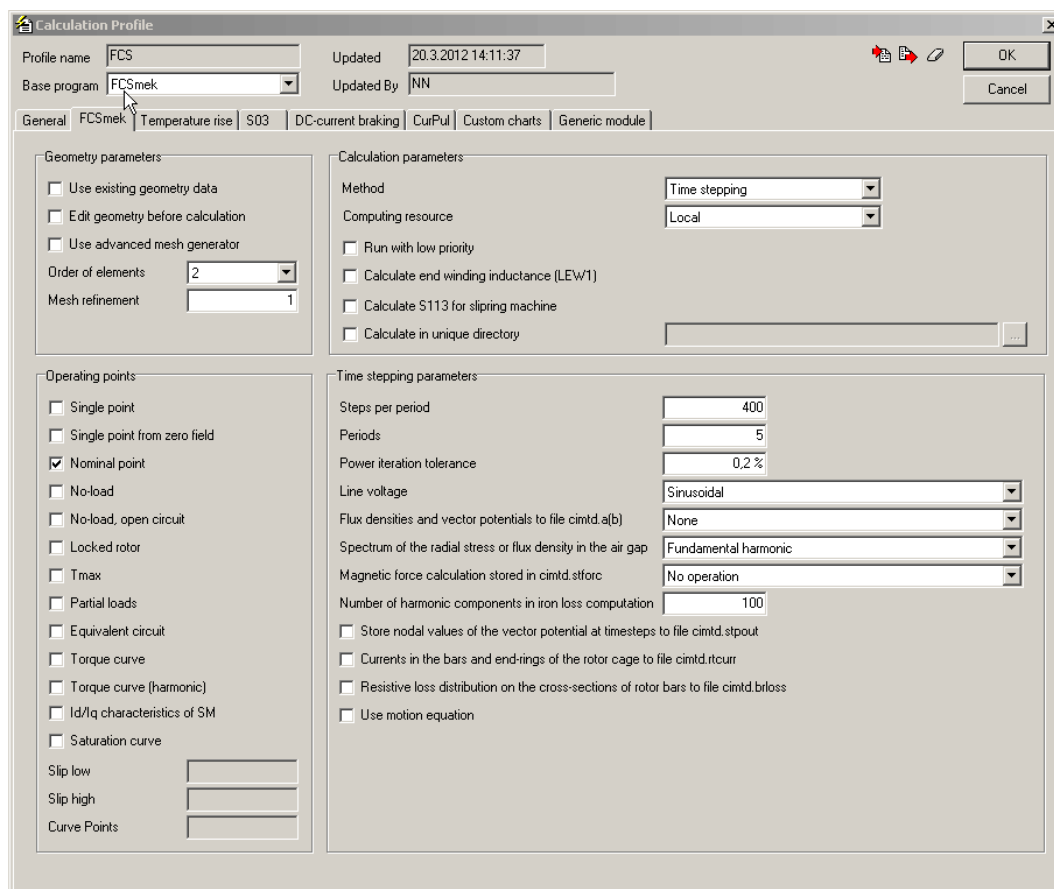 Calculation Profile
Profile name FCS Updated 20.3.2012 14:11:37 OK
Base program FCSmek Updated By NN Cancel
General FCSmek Temperature rise S03 DC-current braking CurPul Custom charts Generic module
Geometry parameters
Use existing geometry data
Edit geometry before calculation
Use advanced mesh generator
Order of elements 2
Mesh refinement 1
Calculation parameters
Method Time stepping
Computing resource Local
Run with low priority
Calculate end winding inductance (LEW1)
Calculate S113 for slipring machine
Calculate in unique directory ...
Operating points
Single point
Single point from zero field
Nominal point
No-load
No-load, open circuit
Locked rotor
Tmax
Partial loads
Equivalent circuit
Torque curve
Torque curve (harmonic)
Id/Iq characteristics of SM
Saturation curve
Slip low
Slip high
Curve Points
Time stepping parameters
Steps per period 400
Periods 5
Power iteration tolerance 0,2 %
Line voltage Sinusoidal
Flux densities and vector potentials to file cimtd.a(b) None
Spectrum of the radial stress or flux density in the air gap Fundamental harmonic
Magnetic force calculation stored in cimtd.stforc No operation
Number of harmonic components in iron loss computation 100
Store nodal values of the vector potential at timesteps to file cimtd.stpout
Currents in the bars and end-rings of the rotor cage to file cimtd.rtcurr
Resistive loss distribution on the cross-sections of rotor bars to file cimtd.brloss
Use motion equation